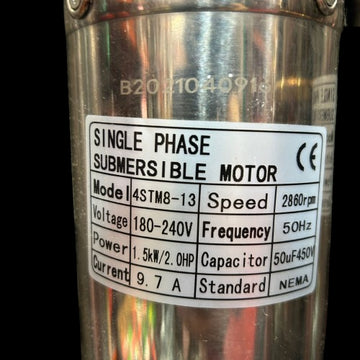 B2021040916
SINGLE PHASE
SUBMERSIBLE MOTOR
CE
Model 4STM8-13 Speed 2860rpm
Voltage 180-240V Frequency 50Hz
Power 1.5kW/2.0HP Capacitor 50uF450V
Current 9.7 A Standard NEMA